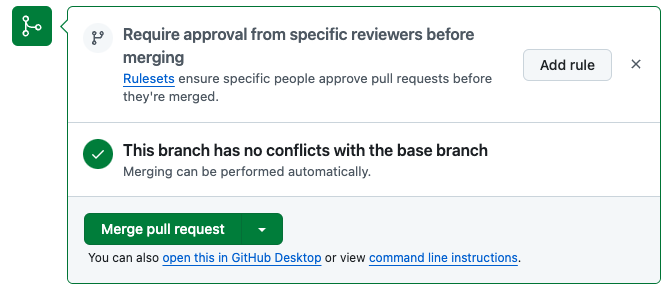 Require approval from specific reviewers before
merging
Rulesets ensure specific people approve pull requests before
they're merged.
Add rule
This branch has no conflicts with the base branch
Merging can be performed automatically.
Merge pull request
You can also open this in GitHub Desktop or view command line instructions.